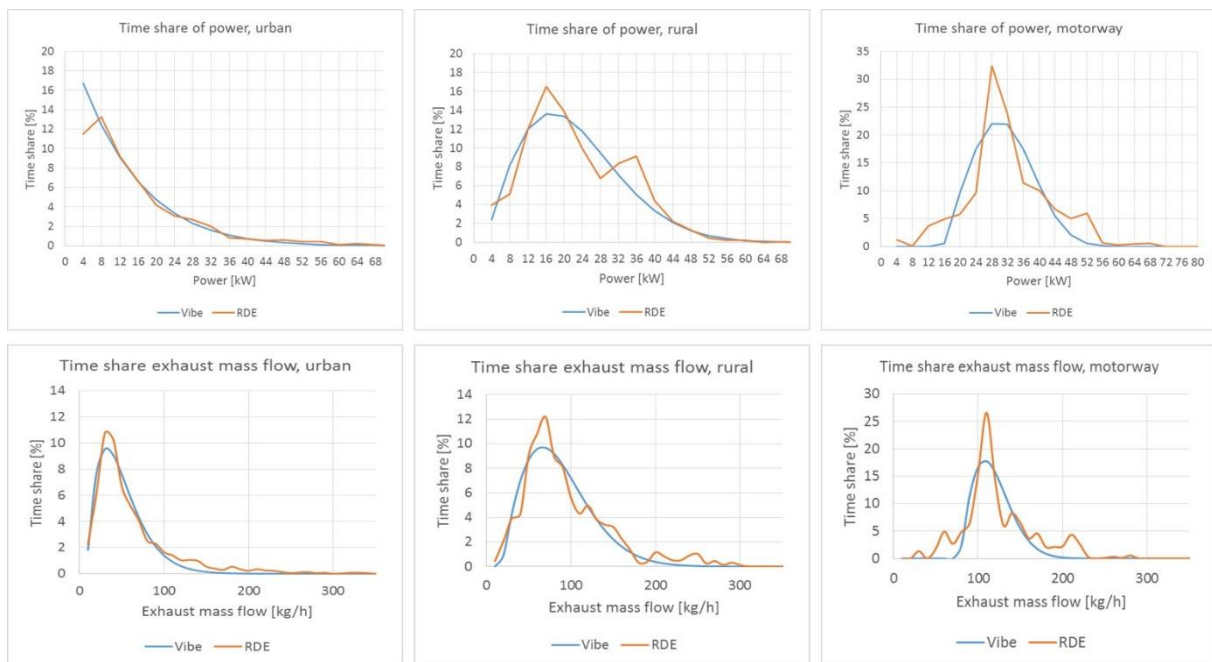 Time share of power, urban
Time share [%]
20
18
16
14
12
10
8
6
4
2
0
0 4 8 12 16 20 24 28 32 36 40 44 48 52 56 60 64 68
Power [kW]
Vibe RDE
Time share of power, rural
Time share [%]
20
18
16
14
12
10
8
6
4
2
0
0 4 8 12 16 20 24 28 32 36 40 44 48 52 56 60 64 68
Power [kW]
Vibe RDE
Time share of power, motorway
Time share [%]
35
30
25
20
15
10
5
0
0 4 8 12 16 20 24 28 32 36 40 44 48 52 56 60 64 68 72 76 80
Power [kW]
Vibe RDE
Time share exhaust mass flow, urban
Time share [%]
14
12
10
8
6
4
2
0
0 100 200 300
Exhaust mass flow [kg/h]
Vibe RDE
Time share exhaust mass flow, rural
Time share [%]
14
12
10
8
6
4
2
0
0 100 200 300
Exhaust mass flow [kg/h]
Vibe RDE
Time share exhaust mass flow, motorway
Time share [%]
30
25
20
15
10
5
0
0 100 200 300
Exhaust mass flow [kg/h]
Vibe RDE